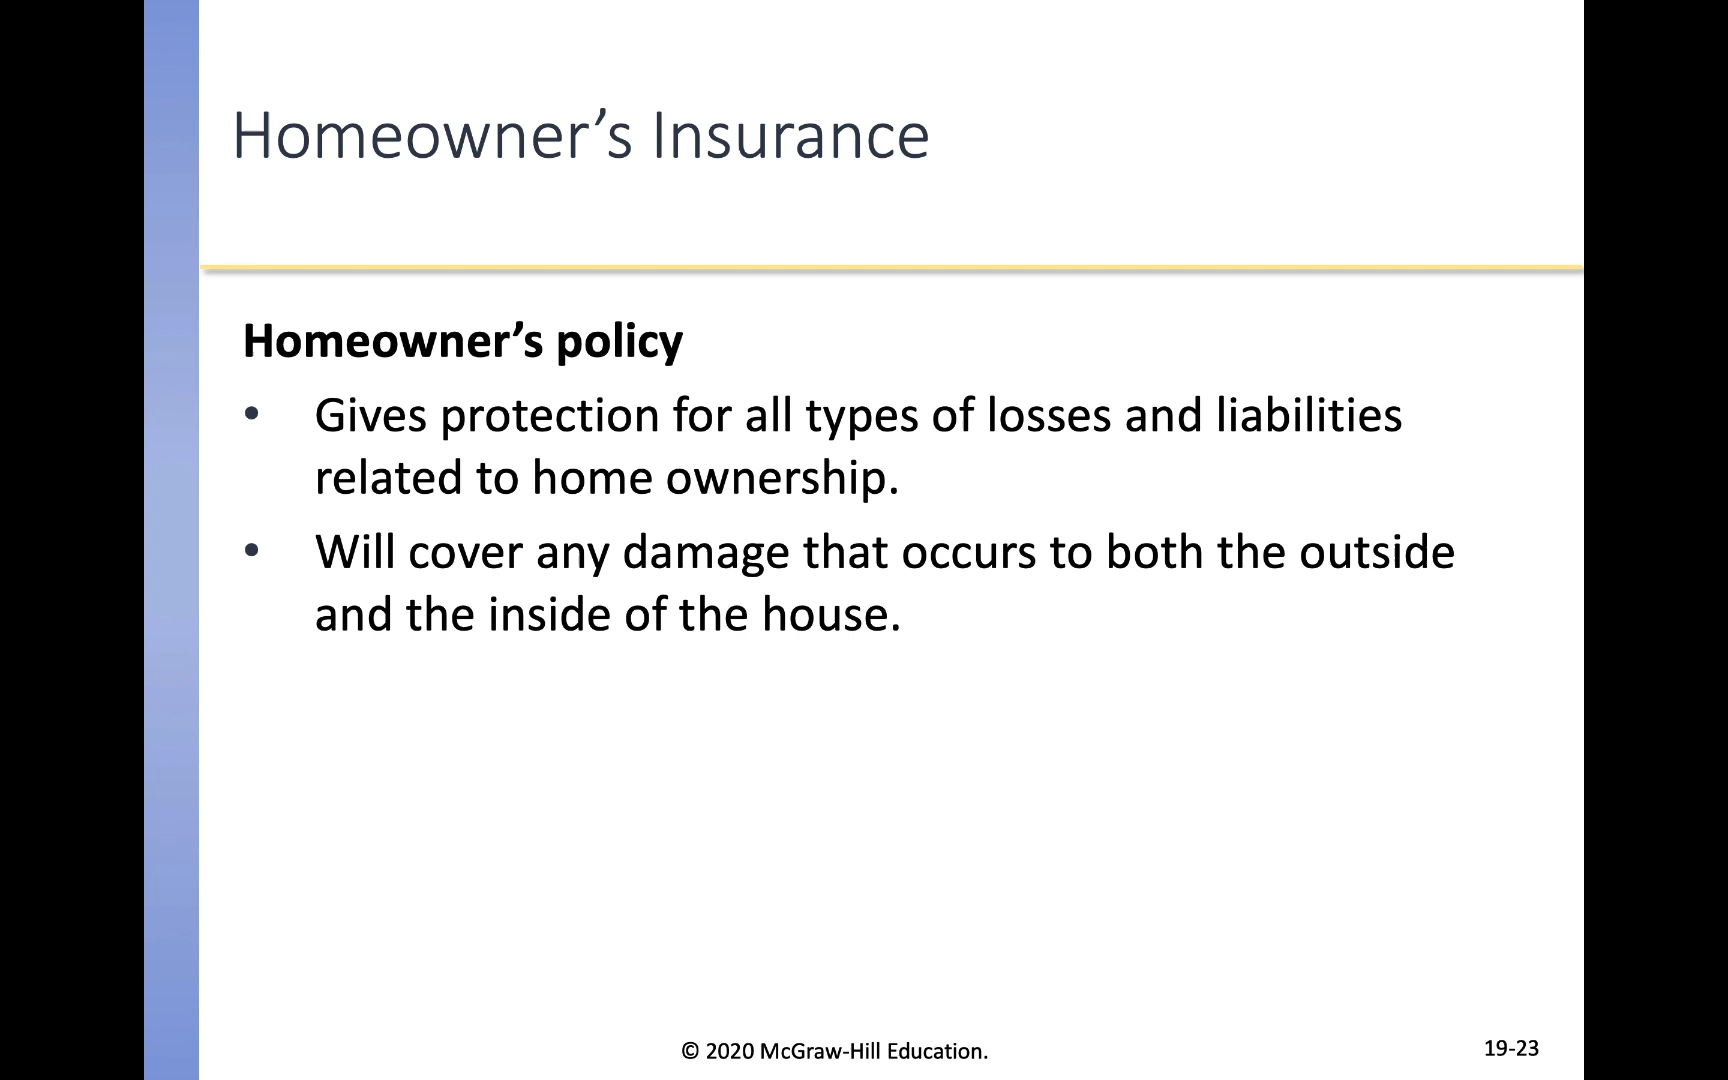 Homeowner’s Insurance
Homeowner’s policy
• Gives protection for all types of losses and liabilities
related to home ownership.
• Will cover any damage that occurs to both the outside
and the inside of the house.
© 2020 McGraw-Hill Education.
19-23